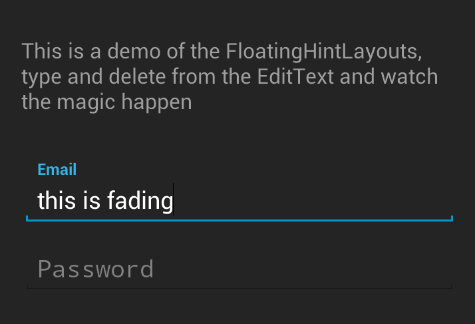 This is a demo of the FloatingHintLayouts,
type and delete from the EditText and watch
the magic happen
Email
this is fading
Password